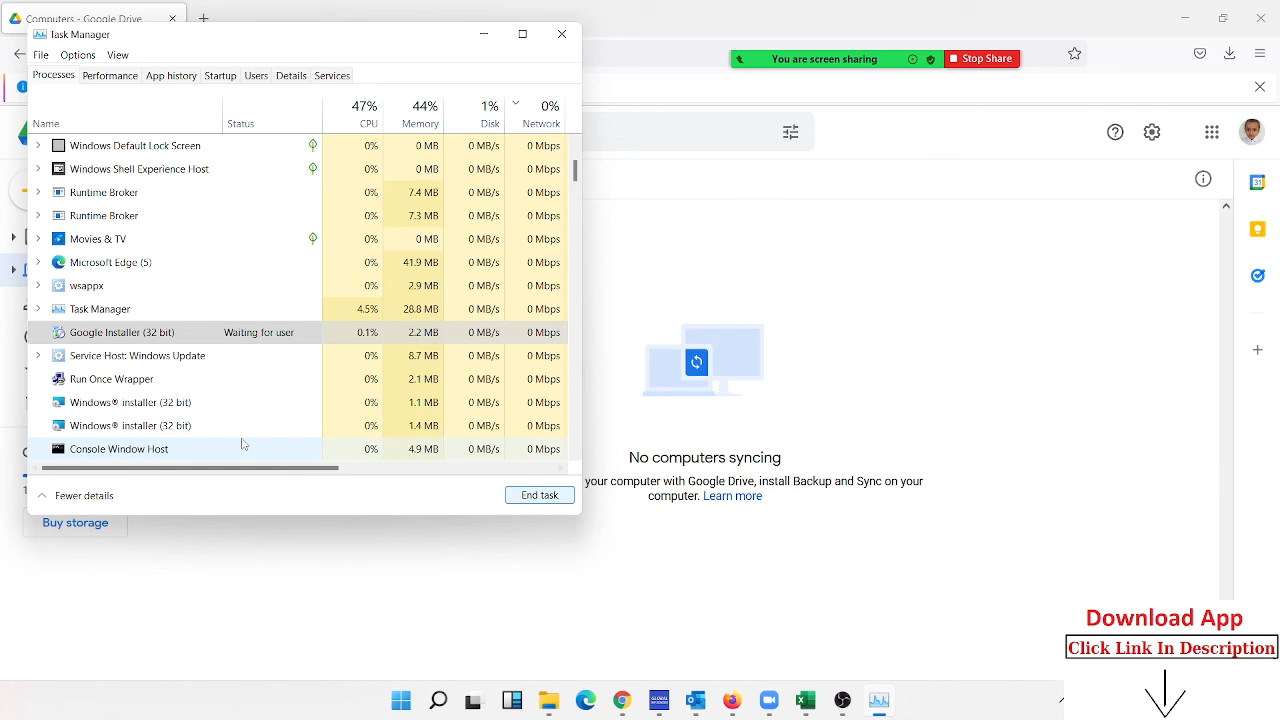 Computers - Google Drive
Task Manager
File Options View
You are screen sharing
Stop Share
Processes Performance App history Startup Users Details Services
47% 44% 1% 0%
Name Status CPU Memory Disk Network
Windows Default Lock Screen 0% 0 MB 0 MB/s 0 Mbps
Windows Shell Experience Host 0% 0 MB 0 MB/s 0 Mbps
Runtime Broker 0% 7.4 MB 0 MB/s 0 Mbps
Runtime Broker 0% 7.3 MB 0 MB/s 0 Mbps
Movies & TV 0% 0 MB 0 MB/s 0 Mbps
Microsoft Edge (5) 0% 41.9 MB 0 MB/s 0 Mbps
wsappx 0% 2.9 MB 0 MB/s 0 Mbps
Task Manager 4.5% 28.8 MB 0 MB/s 0 Mbps
Google Installer (32 bit) Waiting for user 0.1% 2.2 MB 0 MB/s 0 Mbps
Service Host: Windows Update 0% 8.7 MB 0 MB/s 0 Mbps
Run Once Wrapper 0% 2.1 MB 0 MB/s 0 Mbps
Windows® installer (32 bit) 0% 1.1 MB 0 MB/s 0 Mbps
Windows® installer (32 bit) 0% 1.4 MB 0 MB/s 0 Mbps
Console Window Host 0% 4.9 MB 0 MB/s 0 Mbps
Fewer details
End task
31
No computers syncing
your computer with Google Drive, install Backup and Sync on your
computer. Learn more
Buy storage
Download App
Click Link In Description